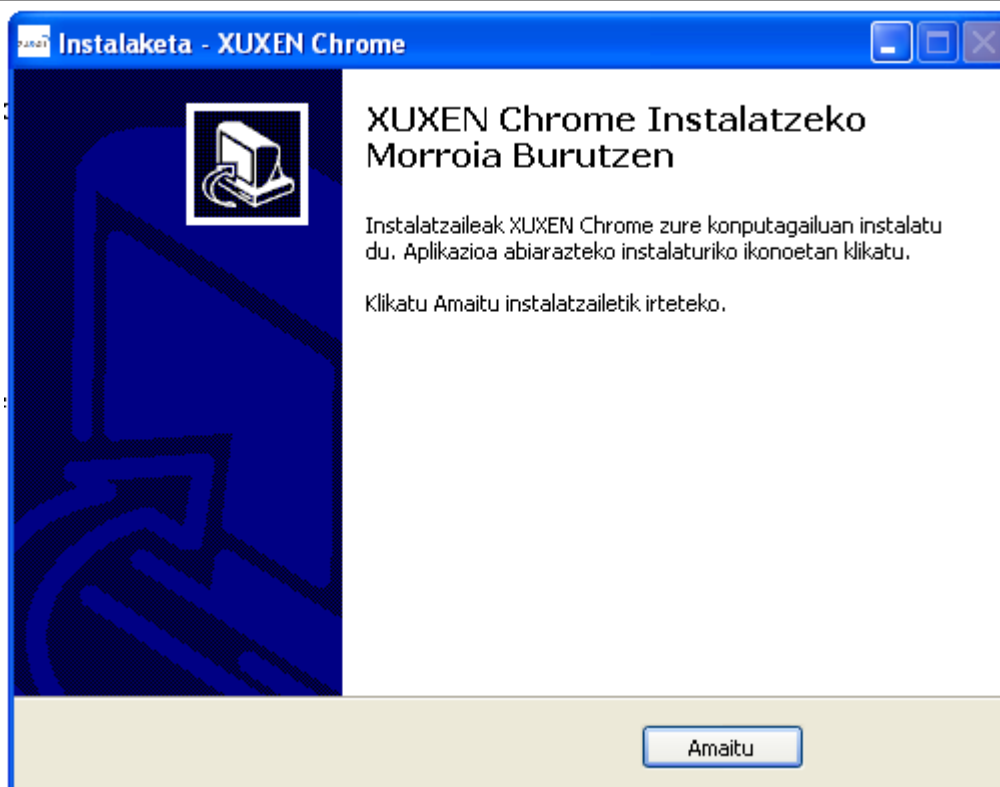 Instalaketa - XUXEN Chrome
XUXEN Chrome Instalatzeko
Morroia Burutzen
Instalatzaileak XUXEN Chrome zure konputagailuan instalatu
du. Aplikazioa abiarazteko instalaturiko ikonoetan klikatu.
Klikatu Amaitu instalatzailetik irteteko.
Amaitu